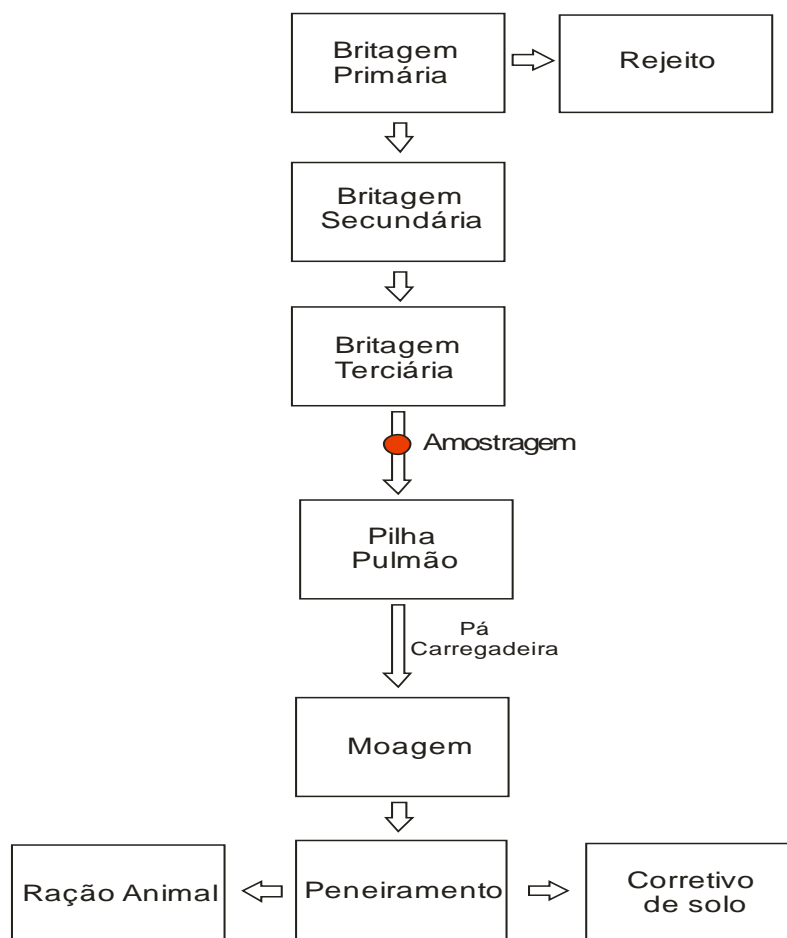 Britagem
Primária
Rejeito
Britagem
Secundária
Britagem
Terciária
Amostragem
Pilha
Pulmão
Pá
Carregadeira
Moagem
Ração Animal
Peneiramento
Corretivo
de solo